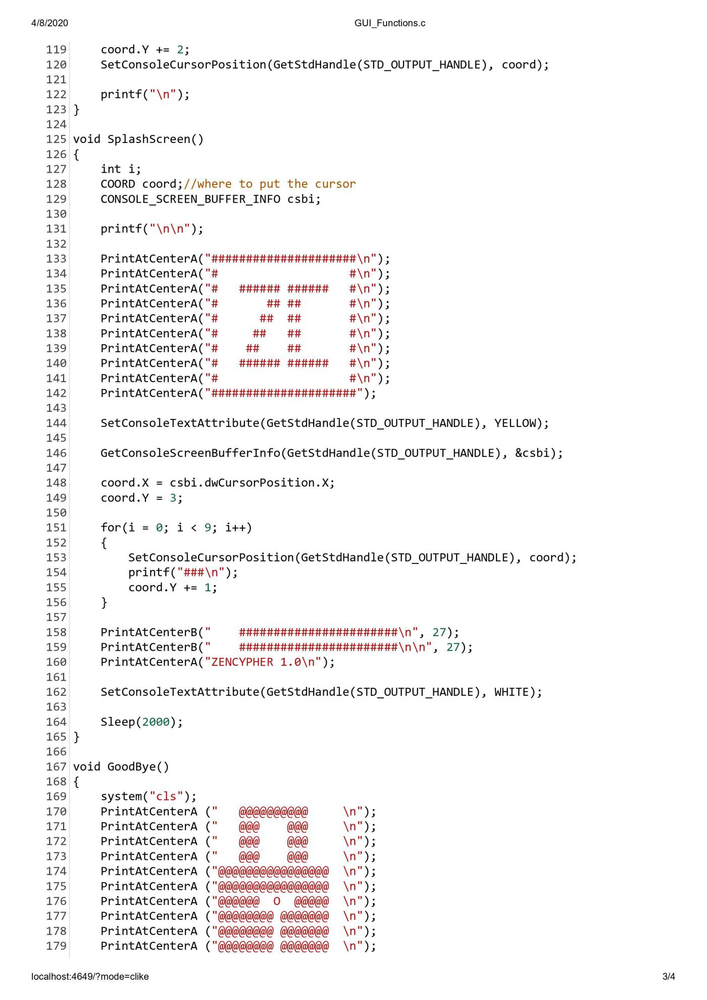 4/8/2020 GUI_Functions.c
119     coord.Y += 2;
120     SetConsoleCursorPosition(GetStdHandle(STD_OUTPUT_HANDLE), coord);
121
122     printf("\n");
123 }
124
125 void SplashScreen()
126 {
127     int i;
128     COORD coord;//where to put the cursor
129     CONSOLE_SCREEN_BUFFER_INFO csbi;
130
131     printf("\n\n");
132
133     PrintAtCenterA("#####################\n");
134     PrintAtCenterA("#                   #\n");
135     PrintAtCenterA("#   ###### ######   #\n");
136     PrintAtCenterA("#       ## ##       #\n");
137     PrintAtCenterA("#      ##  ##       #\n");
138     PrintAtCenterA("#     ##   ##       #\n");
139     PrintAtCenterA("#    ##    ##       #\n");
140     PrintAtCenterA("#   ###### ######   #\n");
141     PrintAtCenterA("#                   #\n");
142     PrintAtCenterA("#####################");
143
144     SetConsoleTextAttribute(GetStdHandle(STD_OUTPUT_HANDLE), YELLOW);
145
146     GetConsoleScreenBufferInfo(GetStdHandle(STD_OUTPUT_HANDLE), &csbi);
147
148     coord.X = csbi.dwCursorPosition.X;
149     coord.Y = 3;
150
151     for(i = 0; i < 9; i++)
152     {
153         SetConsoleCursorPosition(GetStdHandle(STD_OUTPUT_HANDLE), coord);
154         printf("###\n");
155         coord.Y += 1;
156     }
157
158     PrintAtCenterB("    #######################\n", 27);
159     PrintAtCenterB("    #######################\n\n", 27);
160     PrintAtCenterA("ZENCYPHER 1.0\n");
161
162     SetConsoleTextAttribute(GetStdHandle(STD_OUTPUT_HANDLE), WHITE);
163
164     Sleep(2000);
165 }
166
167 void GoodBye()
168 {
169     system("cls");
170     PrintAtCenterA ("   @@@@@@@@@@     \n");
171     PrintAtCenterA ("   @@@    @@@     \n");
172     PrintAtCenterA ("   @@@    @@@     \n");
173     PrintAtCenterA ("   @@@    @@@     \n");
174     PrintAtCenterA ("@@@@@@@@@@@@@@@@  \n");
175     PrintAtCenterA ("@@@@@@@@@@@@@@@@  \n");
176     PrintAtCenterA ("@@@@@@  O  @@@@@  \n");
177     PrintAtCenterA ("@@@@@@@@ @@@@@@@  \n");
178     PrintAtCenterA ("@@@@@@@@ @@@@@@@  \n");
179     PrintAtCenterA ("@@@@@@@@ @@@@@@@  \n");
localhost:4649/?mode=clike 3/4